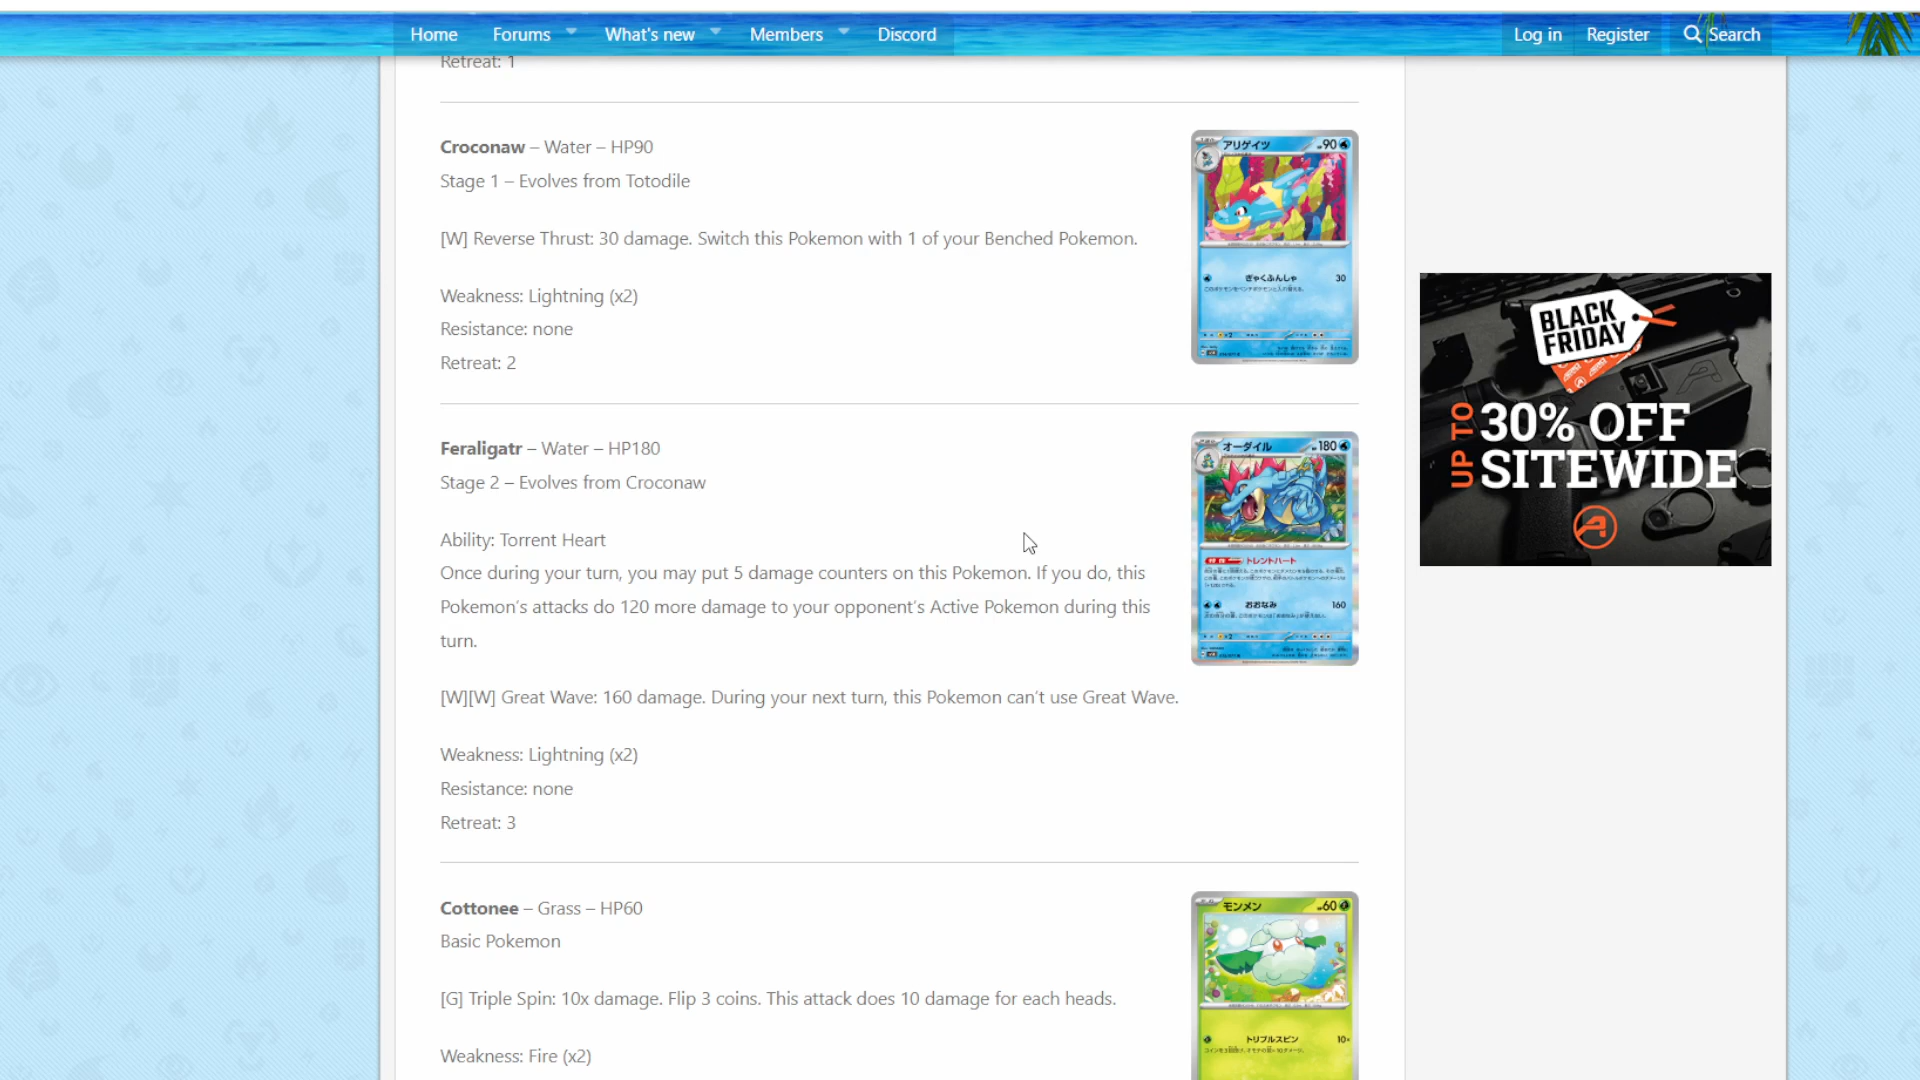 Home Forums What's new Members Discord Log in Register Search
Retreat: 1
Croconaw – Water – HP90
Stage 1 – Evolves from Totodile
[W] Reverse Thrust: 30 damage. Switch this Pokemon with 1 of your Benched Pokemon.
Weakness: Lightning (x2)
Resistance: none
Retreat: 2
アリゲイツ 90
ぎゃくふんしゃ 30
BLACK
FRIDAY
UP TO
30% OFF
SITEWIDE
Feraligatr – Water – HP180
Stage 2 – Evolves from Croconaw
Ability: Torrent Heart
Once during your turn, you may put 5 damage counters on this Pokemon. If you do, this
Pokemon's attacks do 120 more damage to your opponent's Active Pokemon during this
turn.
[W][W] Great Wave: 160 damage. During your next turn, this Pokemon can't use Great Wave.
Weakness: Lightning (x2)
Resistance: none
Retreat: 3
オーダイル 180
トレントハート
おおなみ 160
Cottonee – Grass – HP60
Basic Pokemon
[G] Triple Spin: 10x damage. Flip 3 coins. This attack does 10 damage for each heads.
Weakness: Fire (x2)
モンメン 60
トリプルスピン 10×